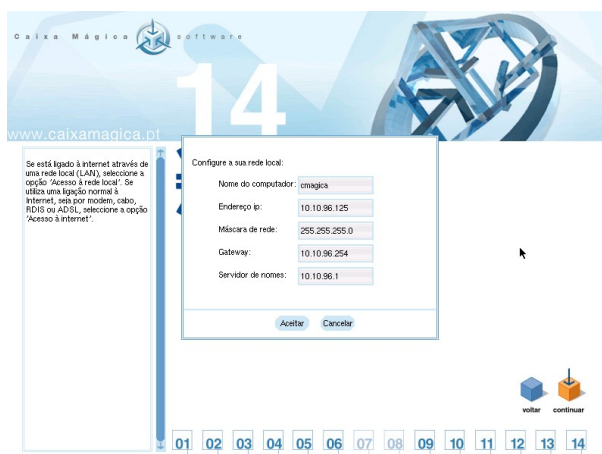 Caixa Mágica software
14
www.caixamagica.pt
Se está ligado à internet através de
uma rede local (LAN), seleccione a
opção 'Acesso à rede local'. Se
utiliza uma ligação normal à
Internet, seja por modem, cabo,
RDIS ou ADSL, seleccione a opção
'Acesso à internet'.
Configure a sua rede local:
Nome do computador: cmagica
Endereço ip: 10.10.96.125
Máscara de rede: 255.255.255.0
Gateway: 10.10.96.254
Servidor de nomes: 10.10.96.1
Aceitar Cancelar
voltar continuar
01 02 03 04 05 06 07 08 09 10 11 12 13 14